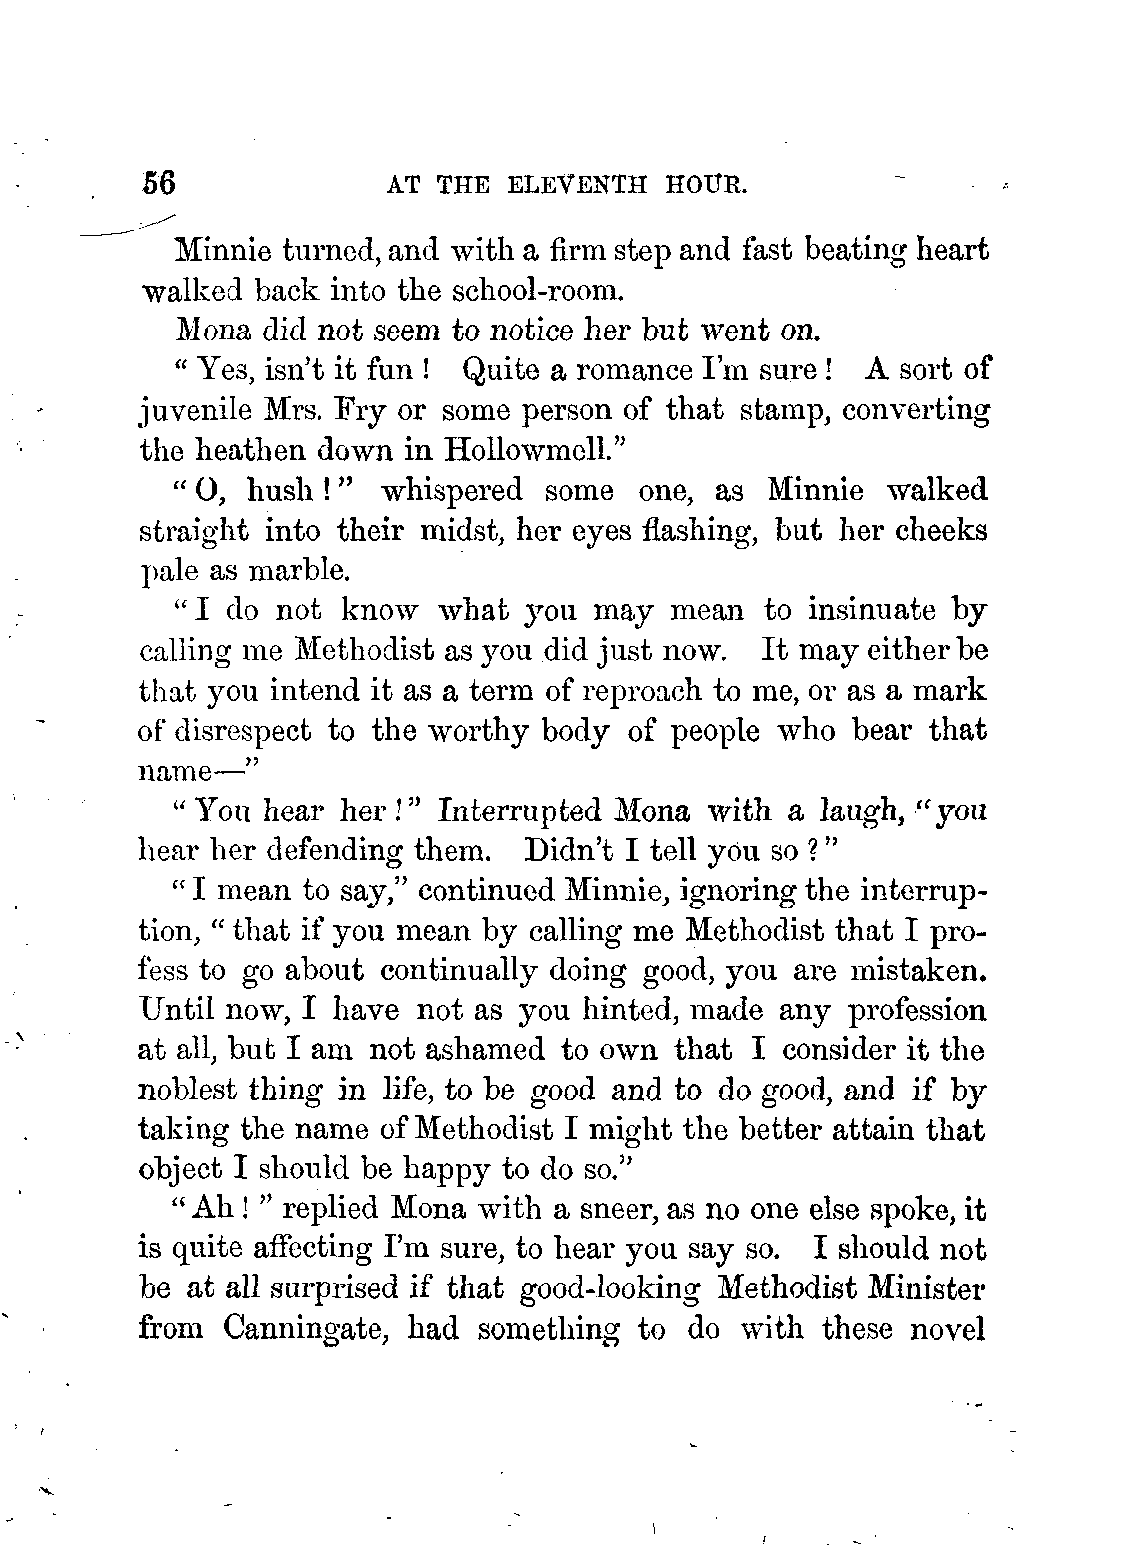 56 AT THE ELEVENTH HOUR.
Minnie turned, and with a firm step and fast beating heart
walked back into the school-room.
Mona did not seem to notice her but went on.
“ Yes, isn’t it fun ! Quite a romance I’m sure ! A sort of
juvenile Mrs. Fry or some person of that stamp, converting
the heathen down in Hollowmell.”
“ O, hush ! ” whispered some one, as Minnie walked
straight into their midst, her eyes flashing, but her cheeks
pale as marble.
“ I do not know what you may mean to insinuate by
calling me Methodist as you did just now. It may either be
that you intend it as a term of reproach to me, or as a mark
of disrespect to the worthy body of people who bear that
name—”
“ You hear her ! ” Interrupted Mona with a laugh, “ you
hear her defending them. Didn’t I tell you so ? ”
“ I mean to say,” continued Minnie, ignoring the interrup-
tion, “ that if you mean by calling me Methodist that I pro-
fess to go about continually doing good, you are mistaken.
Until now, I have not as you hinted, made any profession
at all, but I am not ashamed to own that I consider it the
noblest thing in life, to be good and to do good, and if by
taking the name of Methodist I might the better attain that
object I should be happy to do so.”
“ Ah ! ” replied Mona with a sneer, as no one else spoke, it
is quite affecting I’m sure, to hear you say so. I should not
be at all surprised if that good-looking Methodist Minister
from Canningate, had something to do with these novel